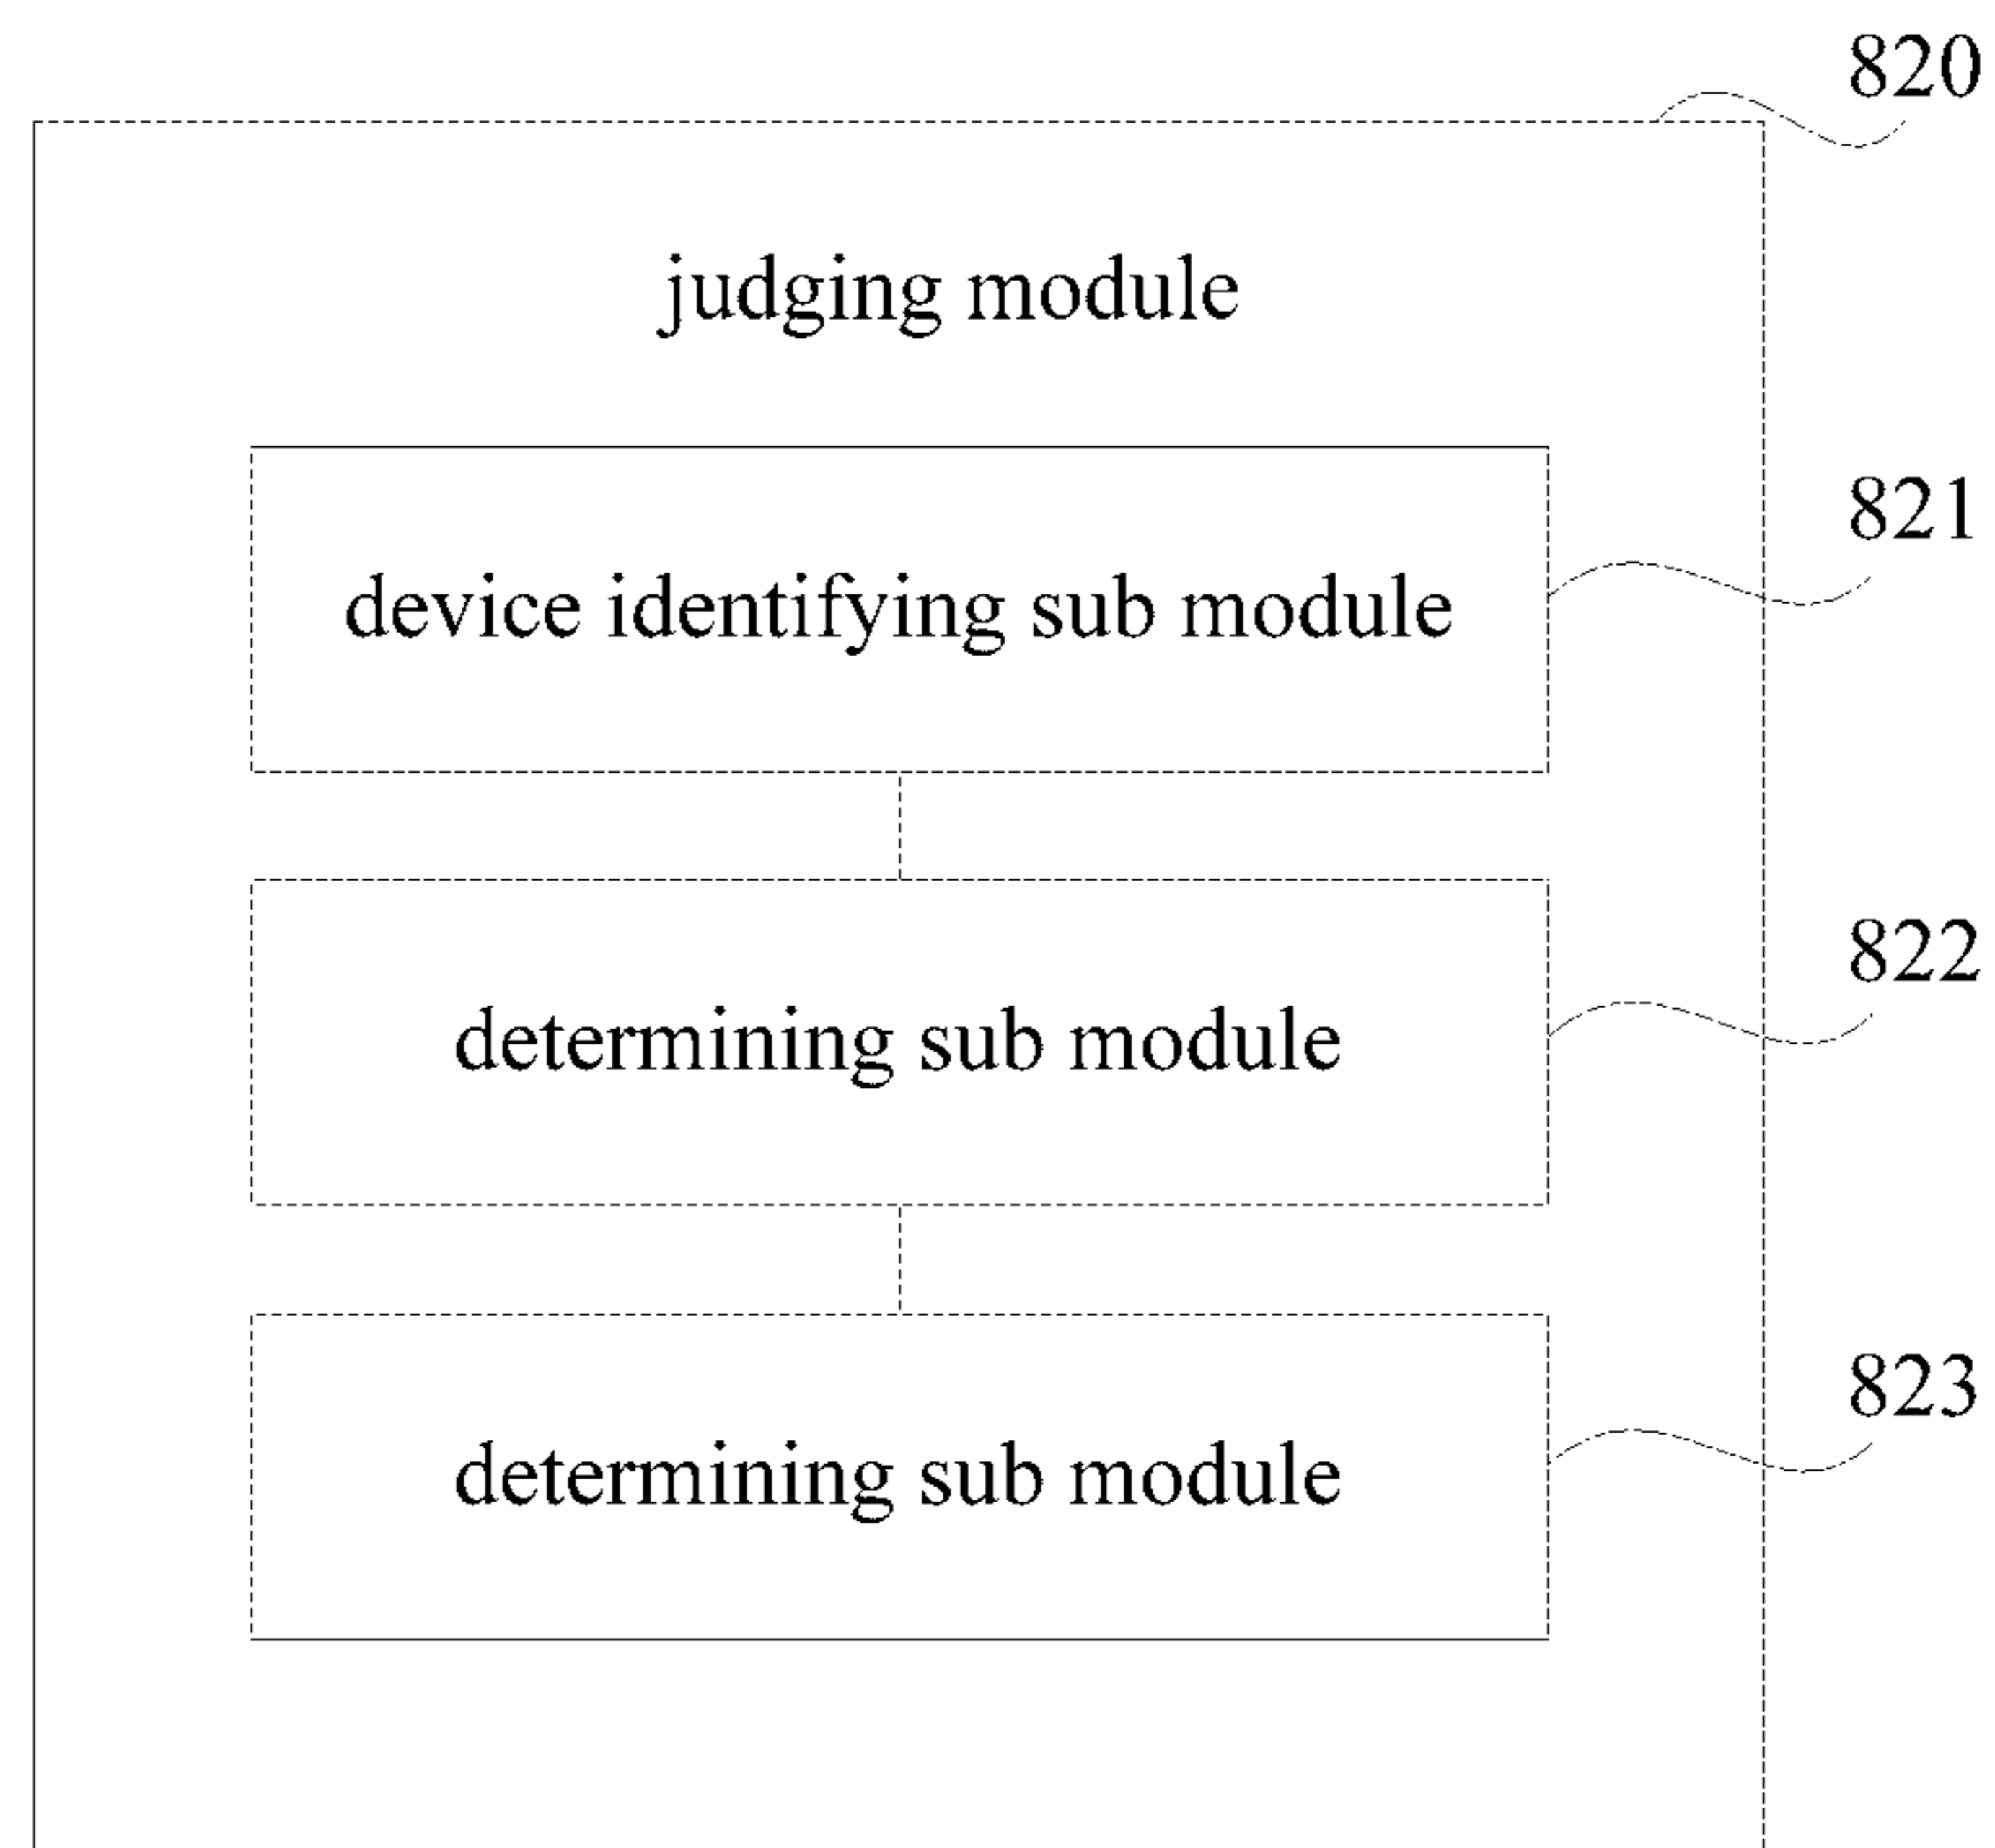 820
judging module
821
device identifying sub module
822
determining sub module
823
determining sub module